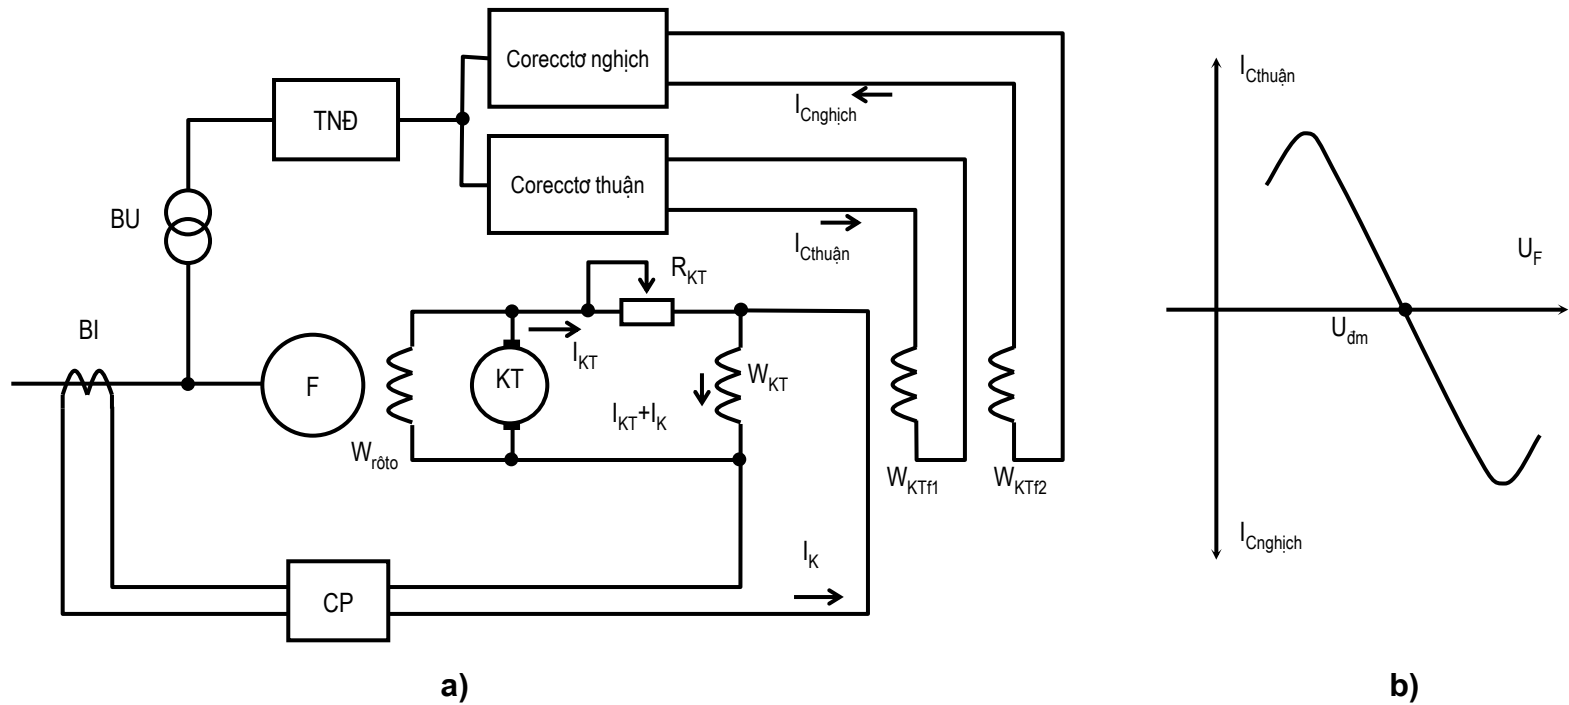 Corecctơ nghịch
I_Cnghịch
TNĐ
Corecctơ thuận
I_Cthuận
BU
R_KT
BI
I_KT
F
KT
W_KT
I_KT+I_K
W_rôto
W_KTf1
W_KTf2
I_K
CP
a)
I_Cthuận
U_F
U_đm
I_Cnghịch
b)